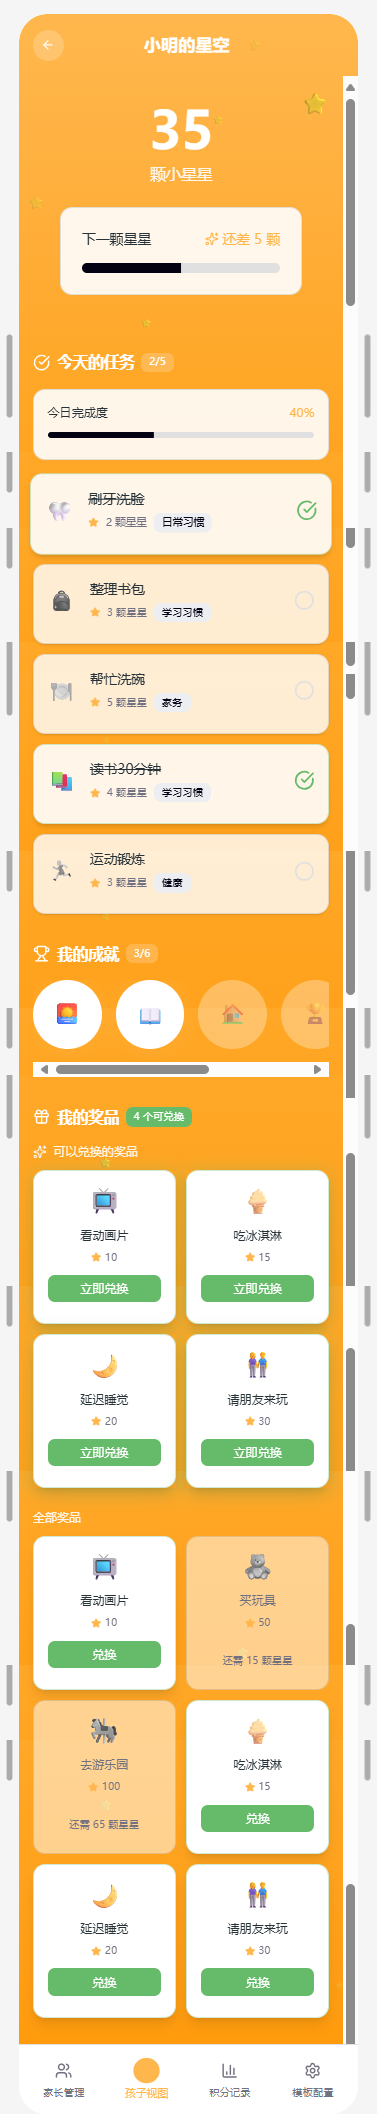 小明的星空
35
颗小星星
下一颗星星 还差 5 颗
今天的任务 2/5
今日完成度 40%
刷牙洗脸
2 颗星星 日常习惯
整理书包
3 颗星星 学习习惯
帮忙洗碗
5 颗星星 家务
读书30分钟
4 颗星星 学习习惯
运动锻炼
3 颗星星 健康
我的成就 3/6
我的奖品 4 个可兑换
可以兑换的奖品
看动画片 吃冰淇淋
10 15
立即兑换 立即兑换
延迟睡觉 请朋友来玩
20 30
立即兑换 立即兑换
全部奖品
看动画片 买玩具
10 50
兑换 还需 15 颗星星
去游乐园 吃冰淇淋
100 15
还需 65 颗星星 兑换
延迟睡觉 请朋友来玩
20 30
兑换 兑换
家长管理 孩子视图 积分记录 模板配置